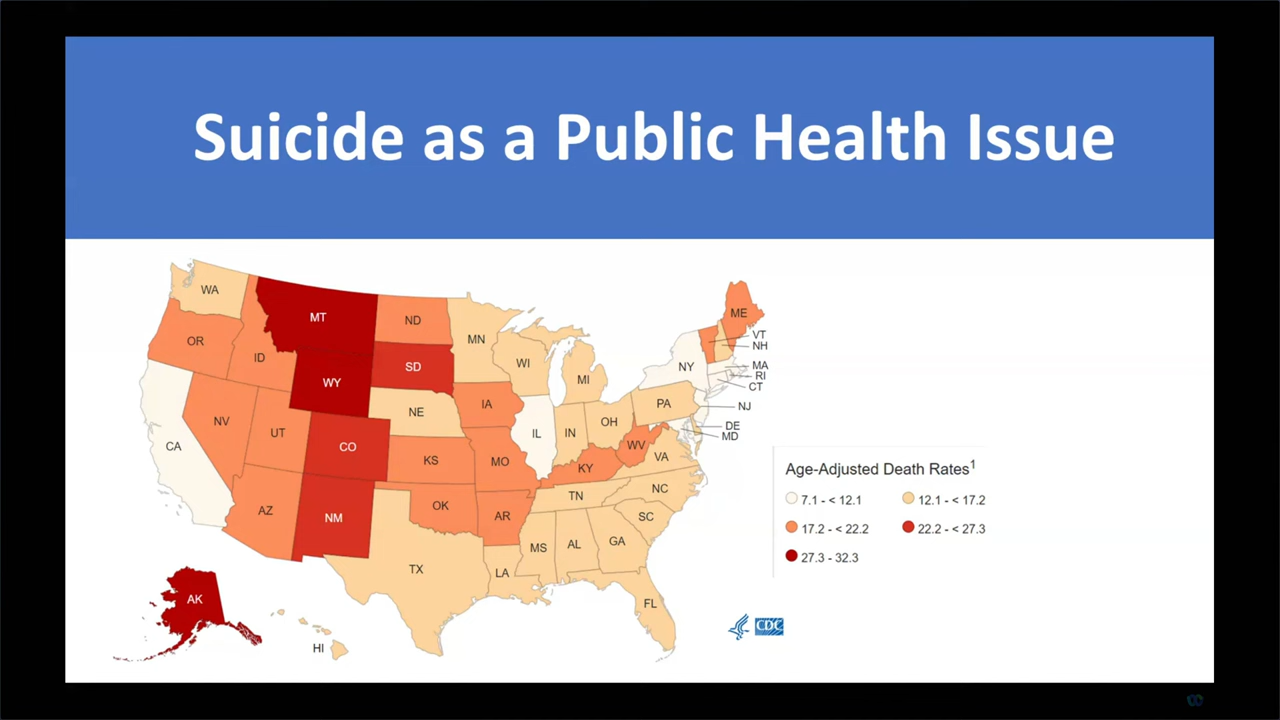 Suicide as a Public Health Issue
WA
MT
ND
MN
ME
VT
NH
OR
ID
SD
WI
MI
NY
MA
RI
CT
WY
NE
IA
PA
NJ
NV
UT
CO
IL
IN
OH
DE
MD
CA
KS
MO
KY
WV
VA
AZ
NM
OK
AR
TN
NC
SC
TX
LA
MS
AL
GA
FL
AK
HI
Age-Adjusted Death Rates1
7.1 - < 12.1
12.1 - < 17.2
17.2 - < 22.2
22.2 - < 27.3
27.3 - 32.3
CDC